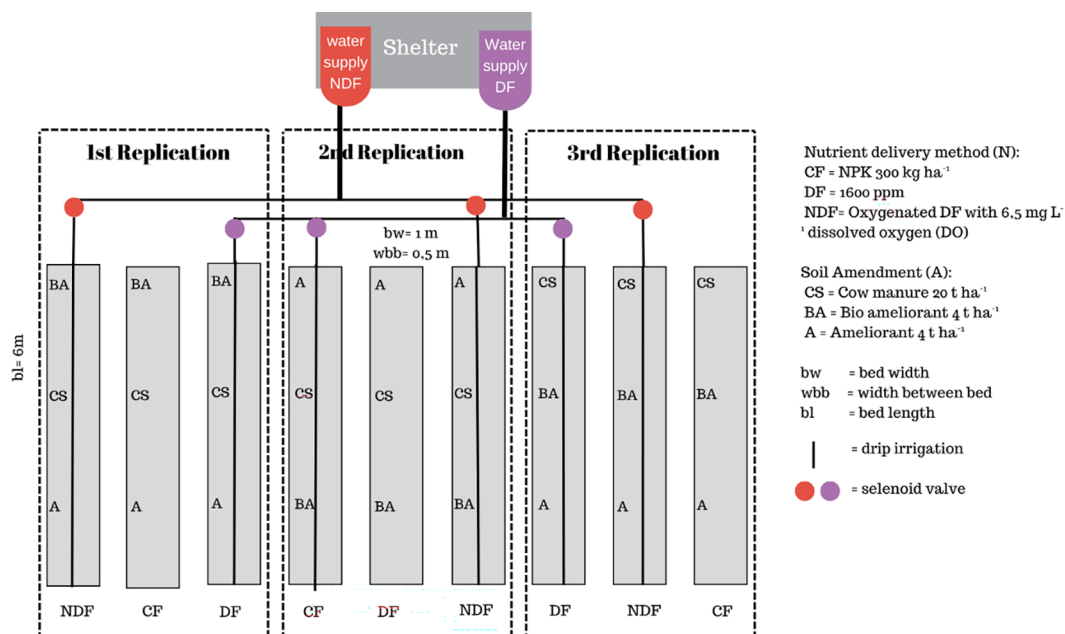 Shelter
water
supply
NDF
Water
supply
DF
1st Replication
2nd Replication
3rd Replication
bw= 1 m
wbb= 0,5 m
bl= 6m
BA
BA
BA
A
A
A
CS
CS
CS
CS
CS
CS
CS
CS
CS
BA
BA
BA
A
A
A
BA
BA
BA
A
A
A
NDF
CF
DF
CF
DF
NDF
DF
NDF
CF
Nutrient delivery method (N):
CF = NPK 300 kg ha⁻¹
DF = 1600 ppm
NDF= Oxygenated DF with 6,5 mg L⁻
¹ dissolved oxygen (DO)
Soil Amendment (A):
CS = Cow manure 20 t ha⁻¹
BA = Bio ameliorant 4 t ha⁻¹
A = Ameliorant 4 t ha⁻¹
bw = bed width
wbb = width between bed
bl = bed length
= drip irrigation
= selenoid valve